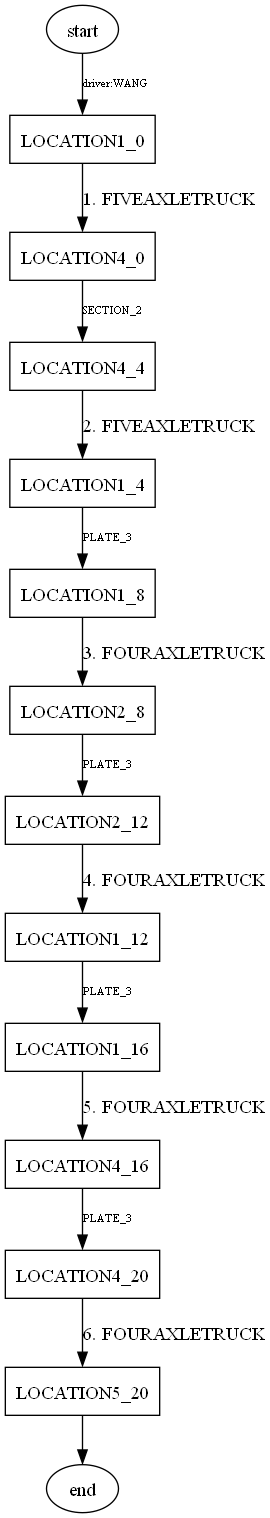 start
driver:WANG
LOCATION1_0
1. FIVEAXLETRUCK
LOCATION4_0
SECTION_2
LOCATION4_4
2. FIVEAXLETRUCK
LOCATION1_4
PLATE_3
LOCATION1_8
3. FOURAXLETRUCK
LOCATION2_8
PLATE_3
LOCATION2_12
4. FOURAXLETRUCK
LOCATION1_12
PLATE_3
LOCATION1_16
5. FOURAXLETRUCK
LOCATION4_16
PLATE_3
LOCATION4_20
6. FOURAXLETRUCK
LOCATION5_20
end